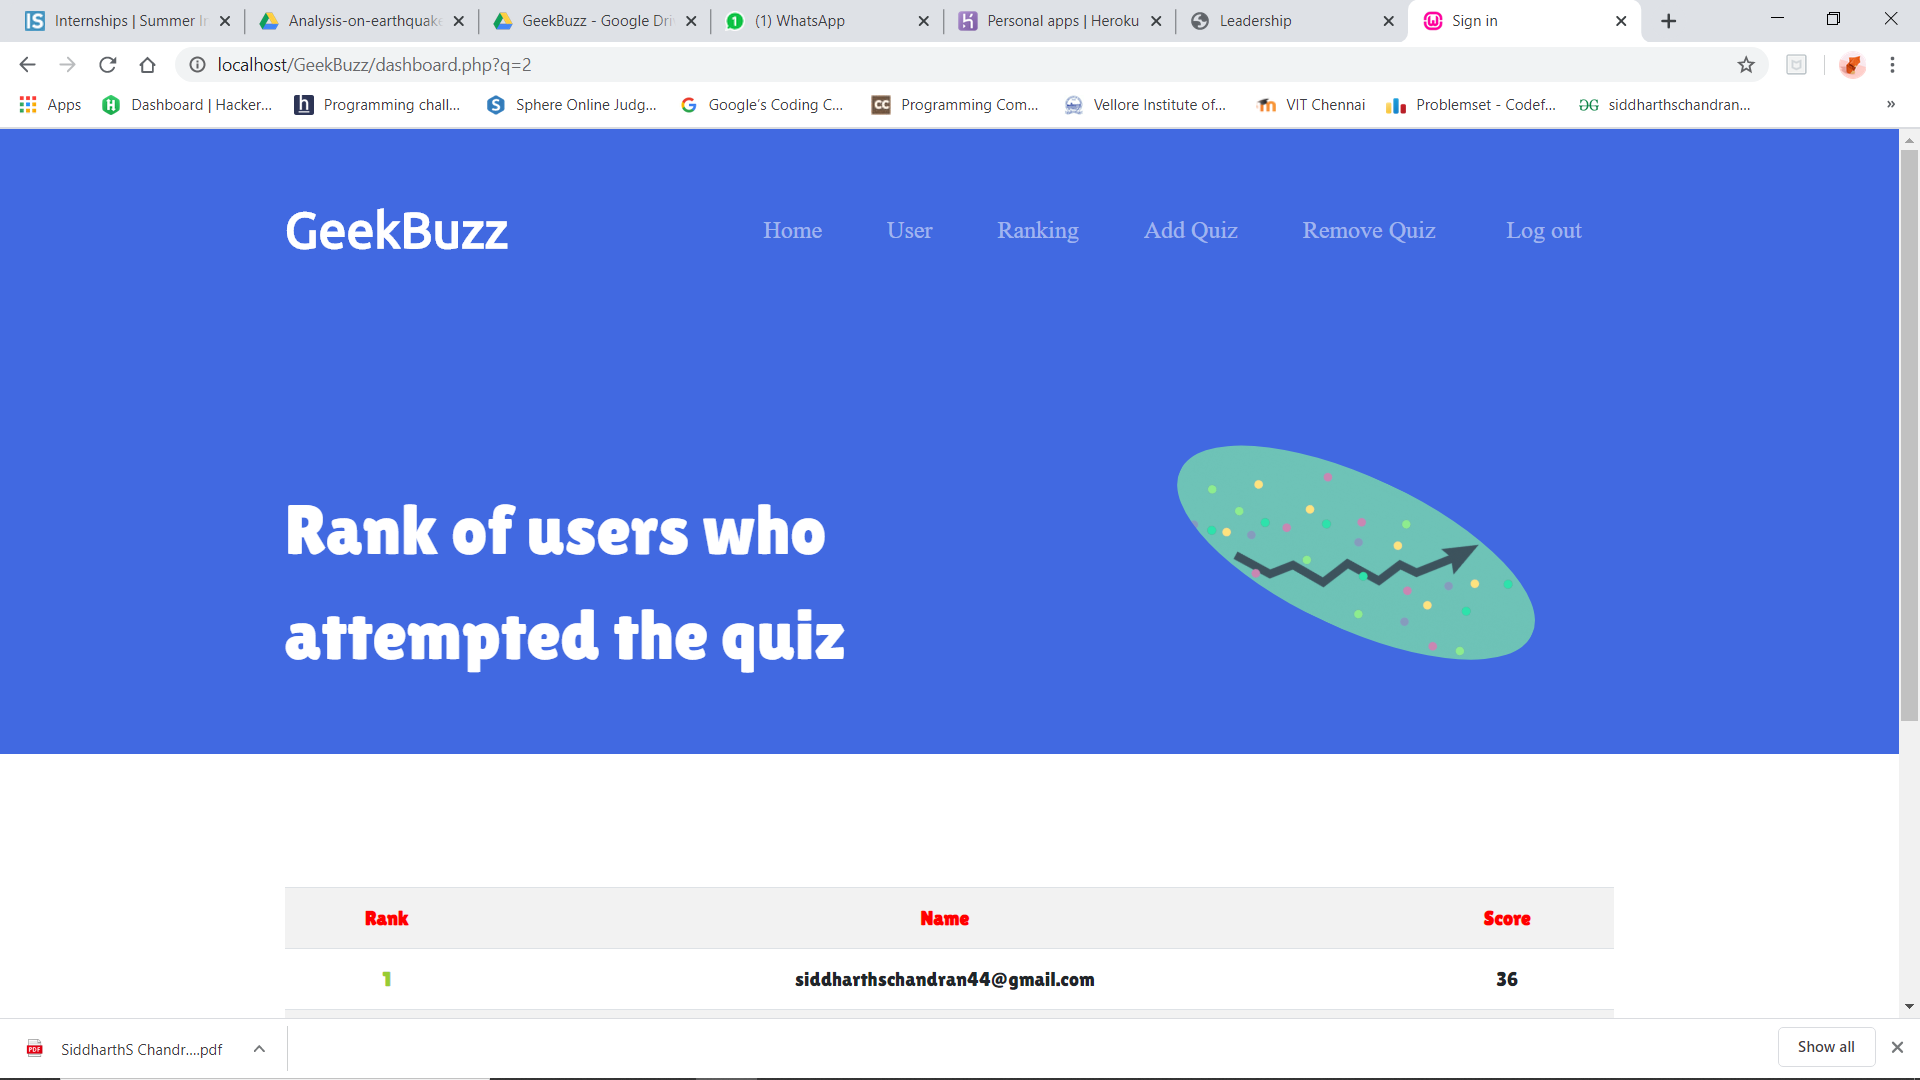 Internships | Summer Ir
Analysis-on-earthquake
GeekBuzz - Google Dri
(1) WhatsApp
Personal apps | Heroku
Leadership
Sign in
localhost/GeekBuzz/dashboard.php?q=2
Apps
Dashboard | Hacker...
Programming chall...
Sphere Online Judg...
Google's Coding C...
Programming Com...
Vellore Institute of...
VIT Chennai
Problemset - Codef...
siddharthschandran...
»
GeekBuzz
Home
User
Ranking
Add Quiz
Remove Quiz
Log out
Rank of users who
attempted the quiz
Rank Name Score
1 siddharthschandran44@gmail.com 36
SiddharthS Chandr....pdf
Show all